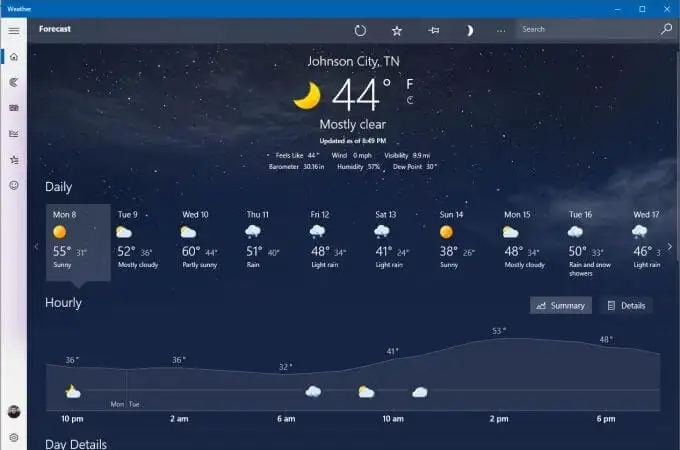 Weather
Forecast
Search
Johnson City, TN
44° F
C
Mostly clear
Updated as of 8:49 PM
Feels Like 44° Wind 0 mph Visibility 9.9 mi
Barometer 30.16 in Humidity 57% Dew Point 30°
Daily
Mon 8 Tue 9 Wed 10 Thu 11 Fri 12 Sat 13 Sun 14 Mon 15 Tue 16 Wed 17
55° 31° 52° 36° 60° 44° 51° 40° 48° 34° 41° 24° 38° 26° 48° 34° 50° 33° 46° 3
Sunny Mostly cloudy Partly sunny Rain Light rain Light rain Sunny Mostly cloudy Rain and snow showers Light rain
Hourly
Summary Details
36° 36° 32° 41° 53° 48°
Mon Tue
10 pm 2 am 6 am 10 am 2 pm 6 pm
Day Details